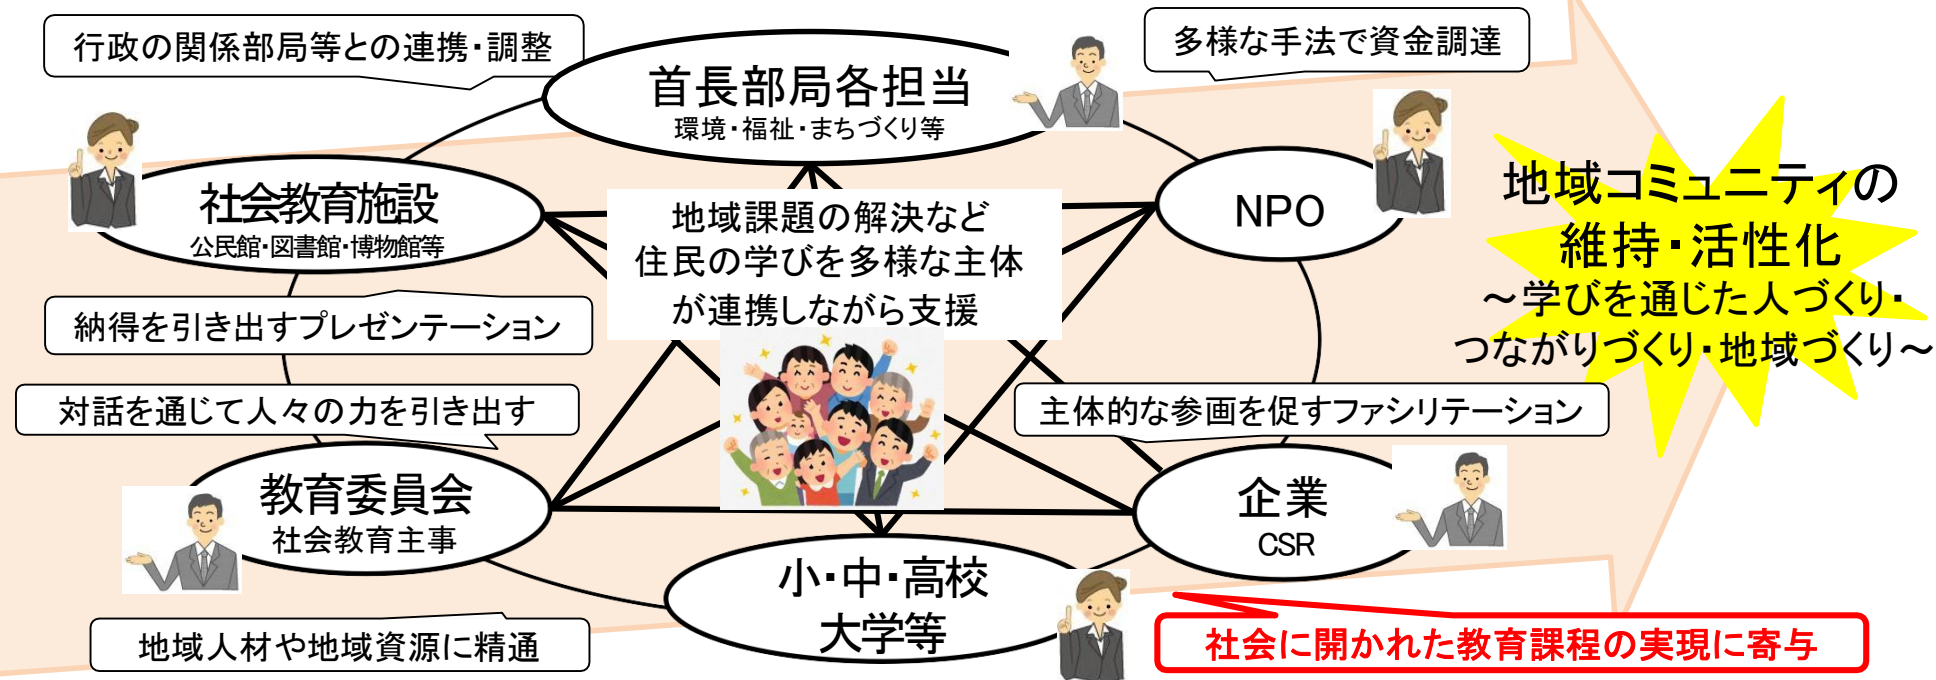 行政の関係部局等との連携・調整
首長部局各担当
環境・福祉・まちづくり等
多様な手法で資金調達
社会教育施設
公民館・図書館・博物館等
地域課題の解決など
住民の学びを多様な主体
が連携しながら支援
NPO
地域コミュニティの
維持・活性化
～学びを通じた人づくり・
つながりづくり・地域づくり～
納得を引き出すプレゼンテーション
対話を通じて人々の力を引き出す
主体的な参画を促すファシリテーション
教育委員会
社会教育主事
企業
CSR
小・中・高校
大学等
地域人材や地域資源に精通
社会に開かれた教育課程の実現に寄与